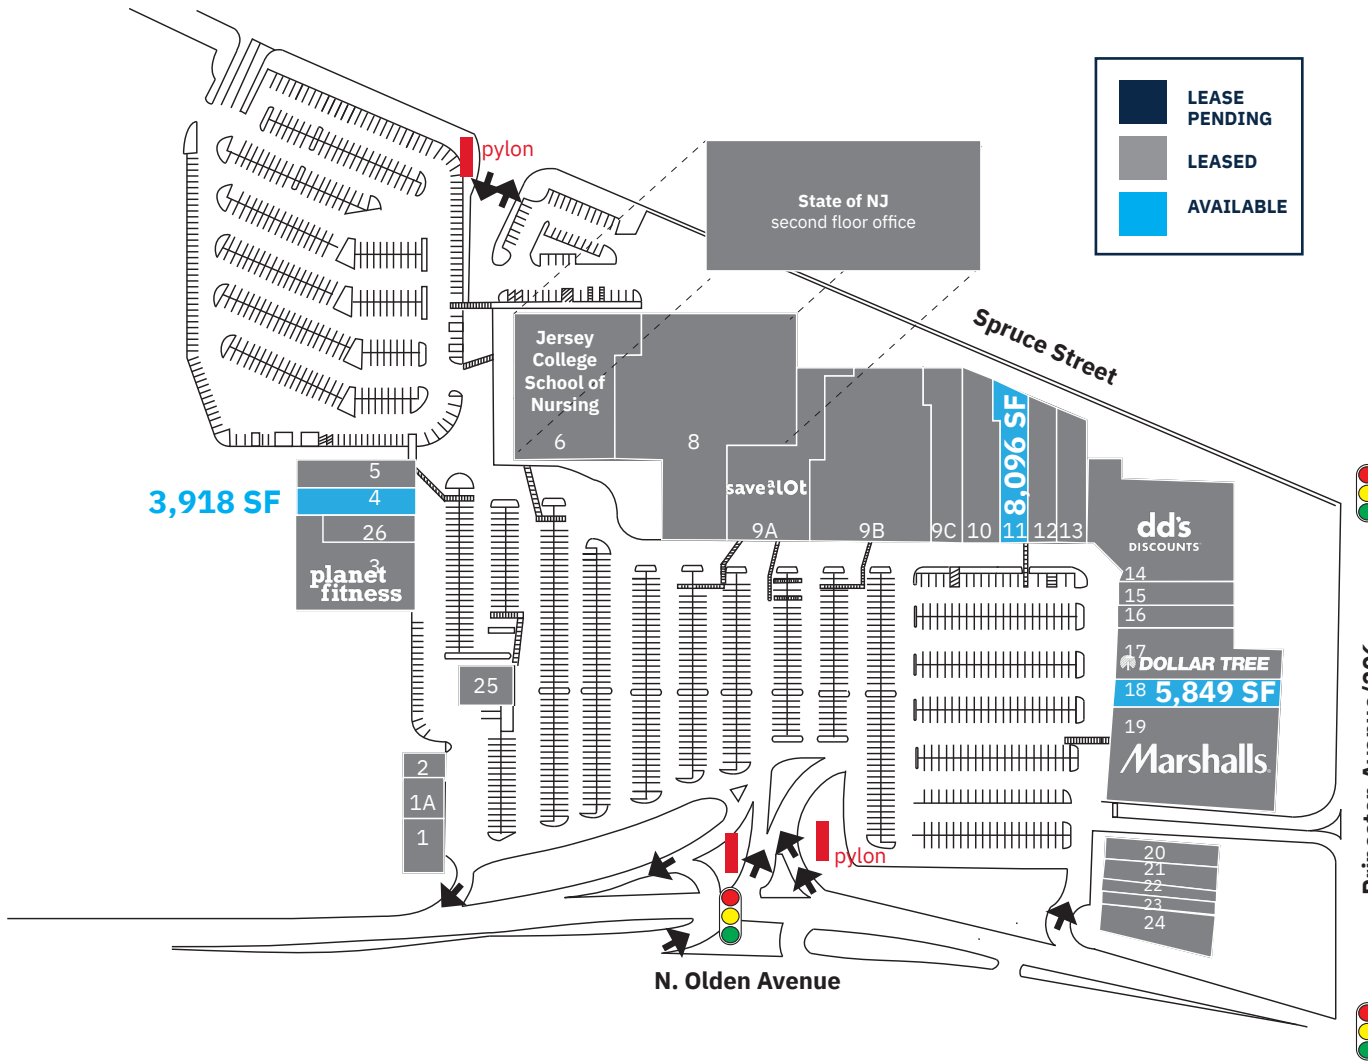 LEASE
PENDING
LEASED
AVAILABLE
pylon
State of NJ
second floor office
Spruce Street
Jersey
College
School of
Nursing
6
8
save a lot
9A
9B
9C
10
11
8,096 SF
12
13
5
3,918 SF
4
26
3
planet
fitness
dd's
DISCOUNTS
14
15
16
17
DOLLAR TREE
18
5,849 SF
19
Marshalls
25
2
1A
1
pylon
20
21
22
23
24
N. Olden Avenue